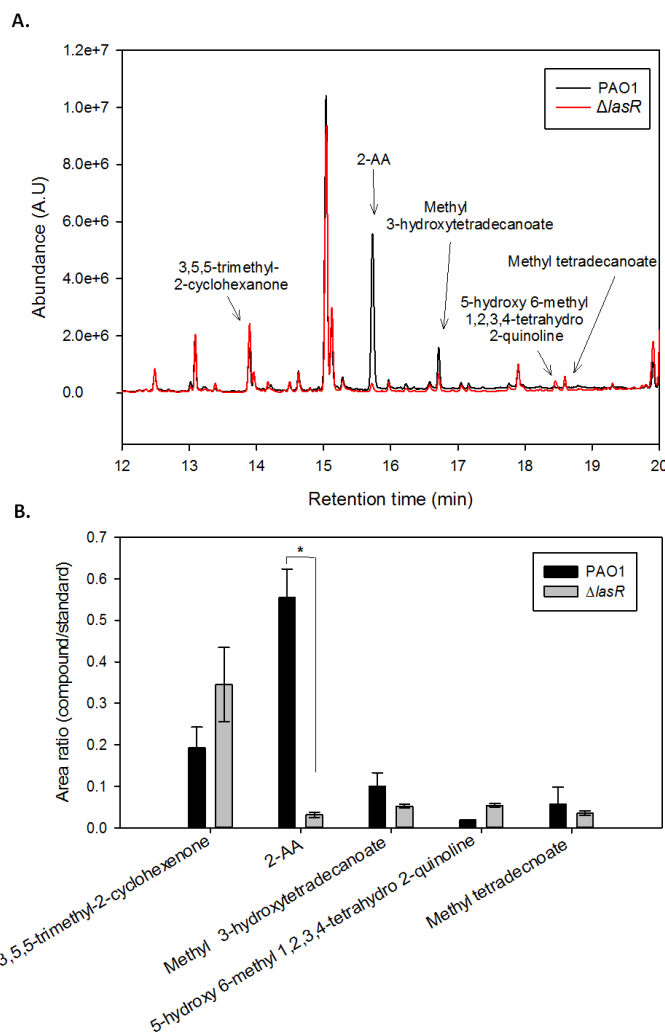 A.
1.2e+7
1.0e+7
8.0e+6
6.0e+6
4.0e+6
2.0e+6
0.0
Abundance (A.U)
PAO1
ΔlasR
2-AA
Methyl
3-hydroxytetradecanoate
3,5,5-trimethyl-
2-cyclohexanone
Methyl tetradecanoate
5-hydroxy 6-methyl
1,2,3,4-tetrahydro
2-quinoline
12 13 14 15 16 17 18 19 20
Retention time (min)
B.
0.7
0.6
0.5
0.4
0.3
0.2
0.1
0.0
Area ratio (compound/standard)
*
PAO1
ΔlasR
3,5,5-trimethyl-2-cyclohexenone
2-AA
Methyl 3-hydroxytetradecanoate
5-hydroxy 6-methyl 1,2,3,4-tetrahydro 2-quinoline
Methyl tetradecnoate